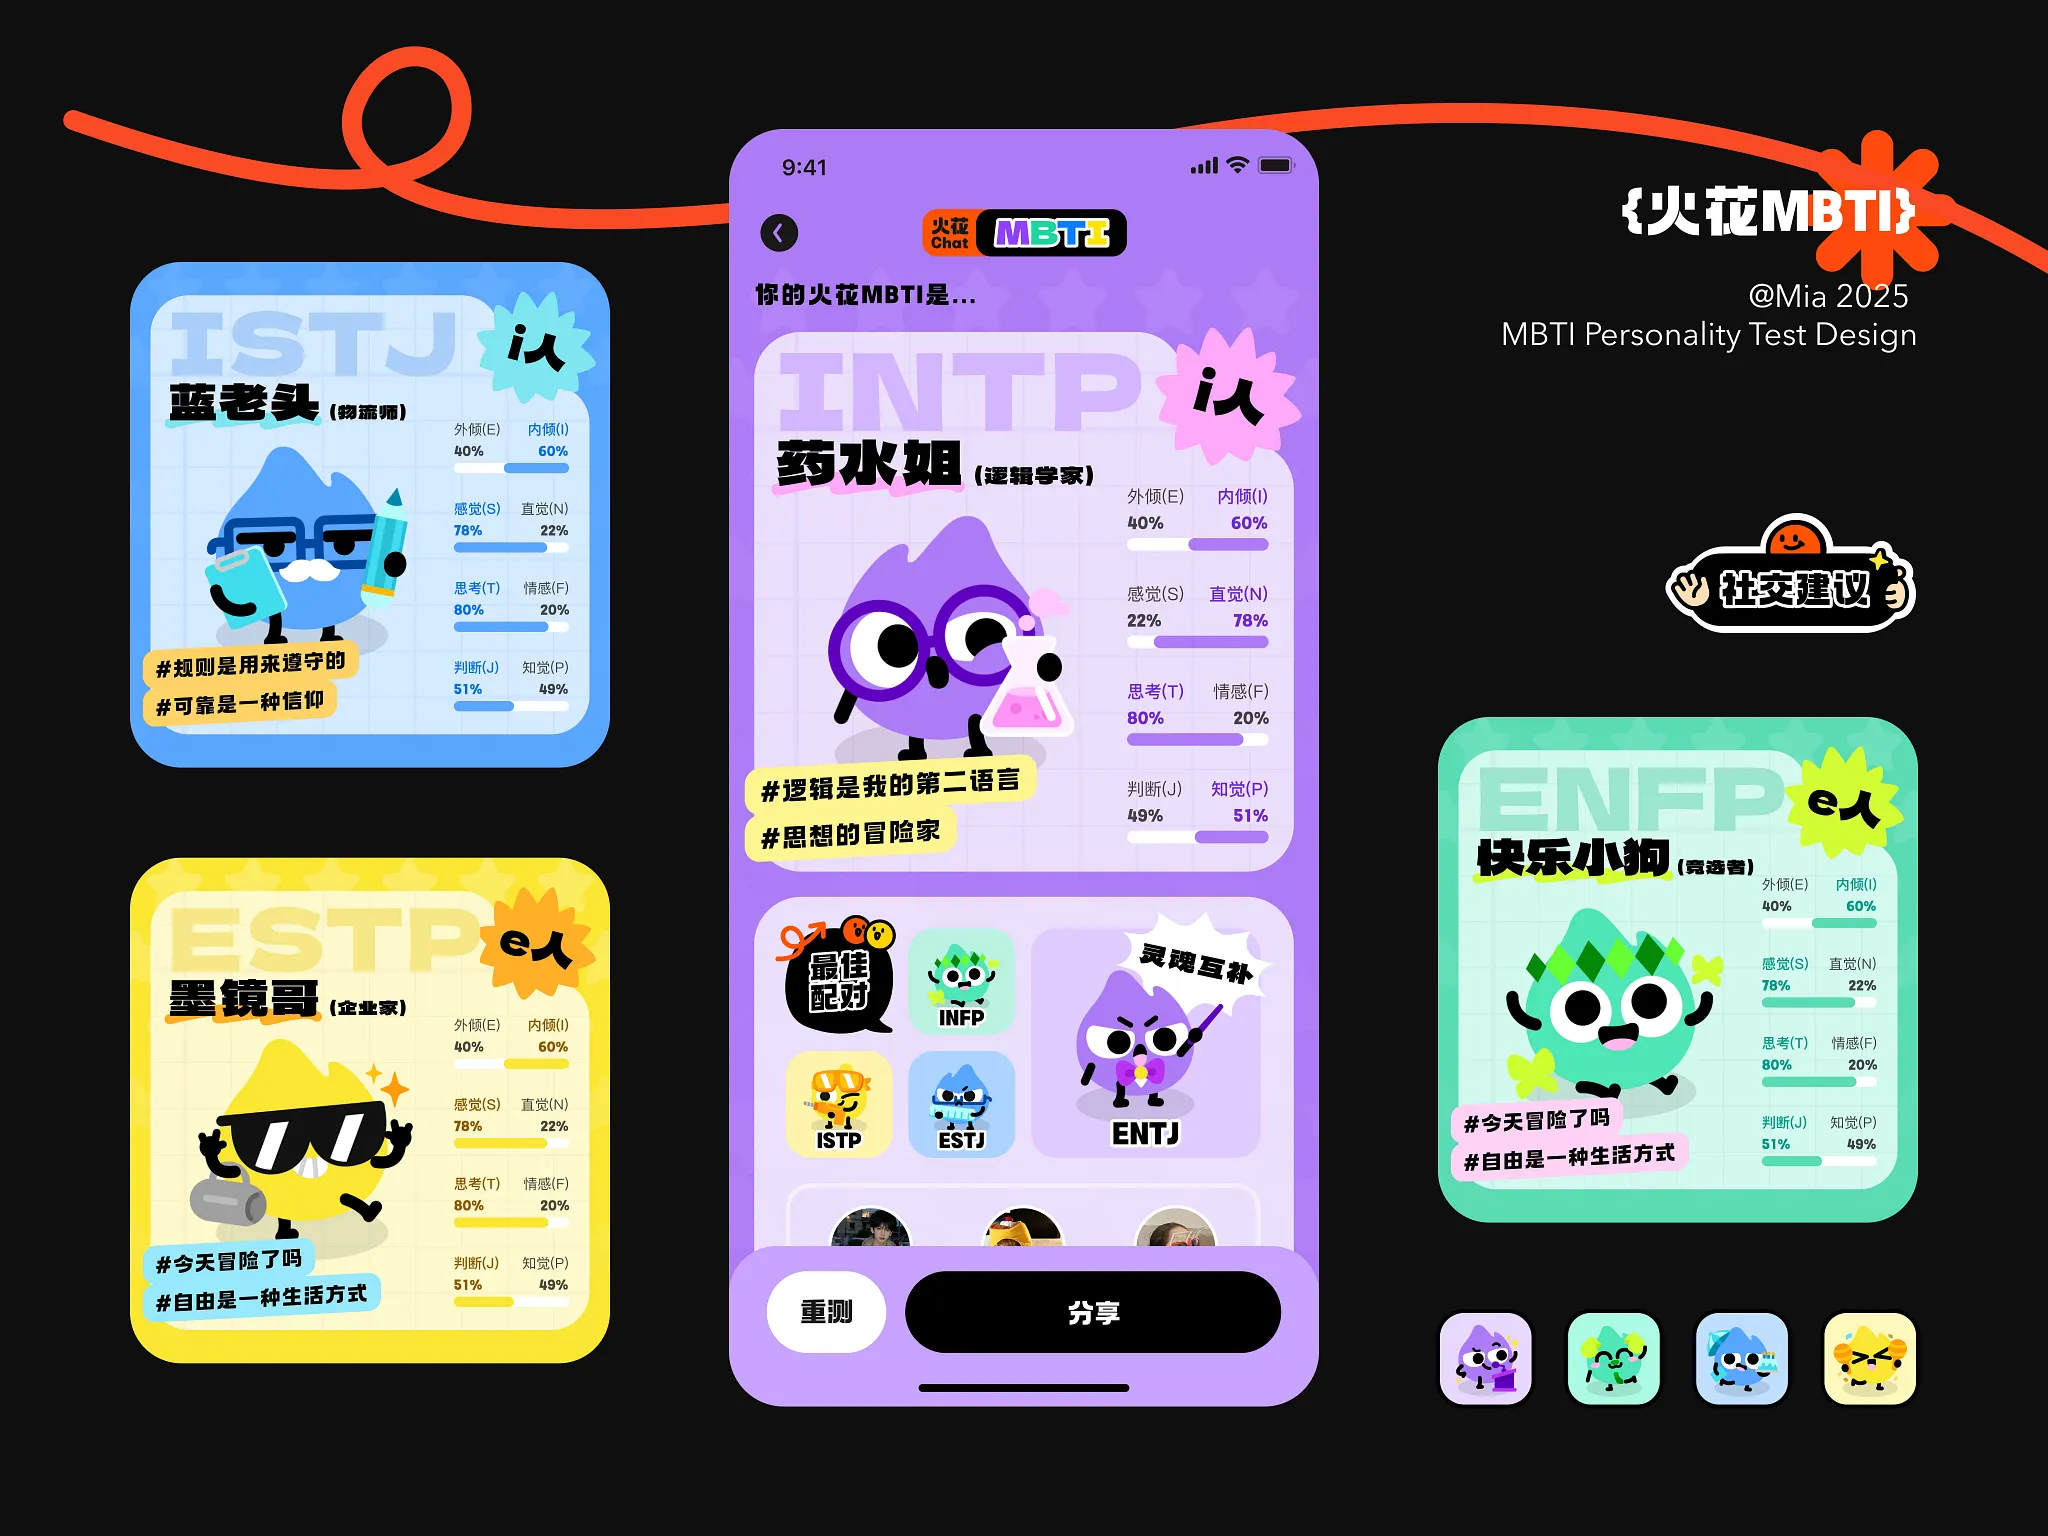 {火花MBTI}
@Mia 2025
MBTI Personality Test Design
社交建议
ISTJ
i人
蓝老头 (物流师)
外倾(E) 内倾(I)
40% 60%
感觉(S) 直觉(N)
78% 22%
思考(T) 情感(F)
80% 20%
判断(J) 知觉(P)
51% 49%
#规则是用来遵守的
#可靠是一种信仰
ESTP
e人
墨镜哥 (企业家)
外倾(E) 内倾(I)
40% 60%
感觉(S) 直觉(N)
78% 22%
思考(T) 情感(F)
80% 20%
判断(J) 知觉(P)
51% 49%
#今天冒险了吗
#自由是一种生活方式
9:41
火花
Chat
MBTI
你的火花MBTI是...
INTP
i人
药水姐 (逻辑学家)
外倾(E) 内倾(I)
40% 60%
感觉(S) 直觉(N)
22% 78%
思考(T) 情感(F)
80% 20%
判断(J) 知觉(P)
49% 51%
#逻辑是我的第二语言
#思想的冒险家
最佳
配对
INFP
灵魂互补
ISTP
ESTJ
ENTJ
重测
分享
ENFP
e人
快乐小狗 (竞选者)
外倾(E) 内倾(I)
40% 60%
感觉(S) 直觉(N)
78% 22%
思考(T) 情感(F)
80% 20%
判断(J) 知觉(P)
51% 49%
#今天冒险了吗
#自由是一种生活方式